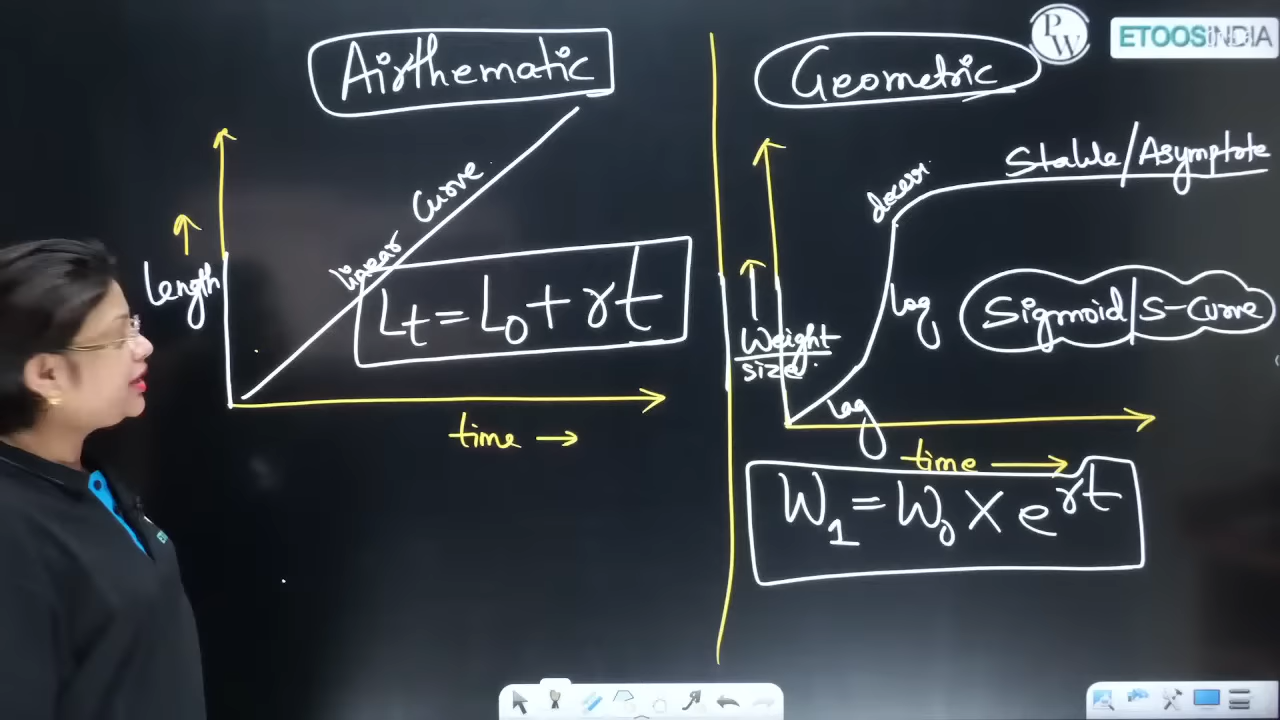 Airthematic
Length
linear curve
Lt = L0 + rt
time →
Geometric
PW
ETOOSINDIA
Stable/Asymptote
log
Sigmoid/S-Curve
Weight
size
lag
time →
W1 = W0 X e^rt